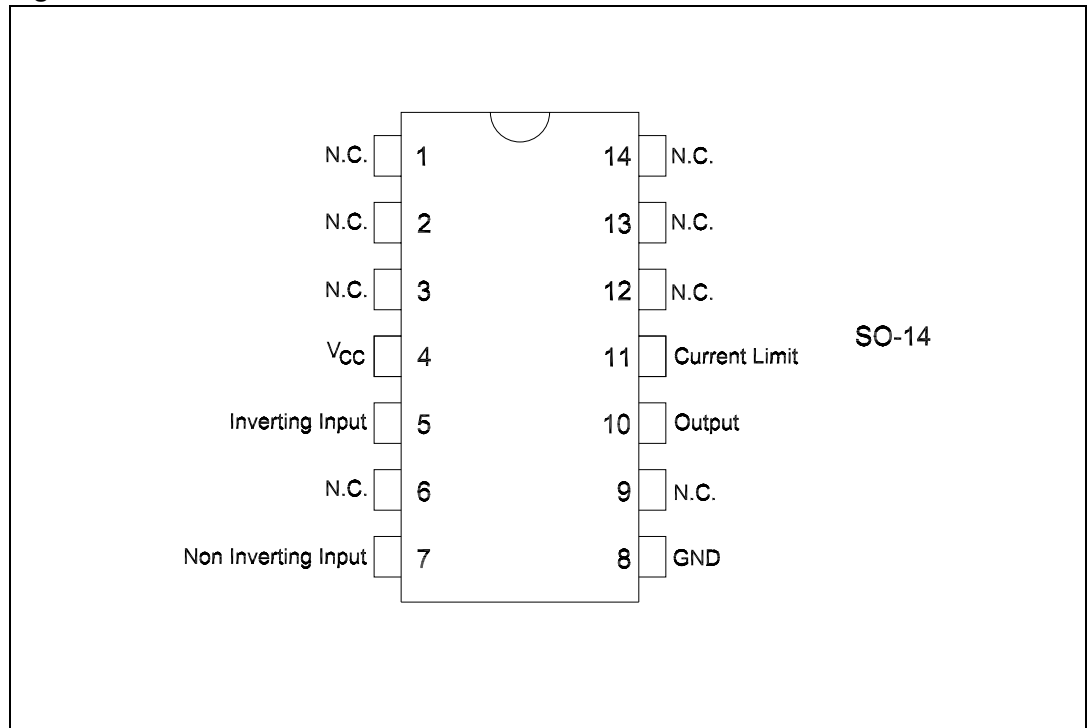 N.C. 1 14 N.C.
N.C. 2 13 N.C.
N.C. 3 12 N.C.
VCC 4 11 Current Limit
SO-14
Inverting Input 5 10 Output
N.C. 6 9 N.C.
Non Inverting Input 7 8 GND